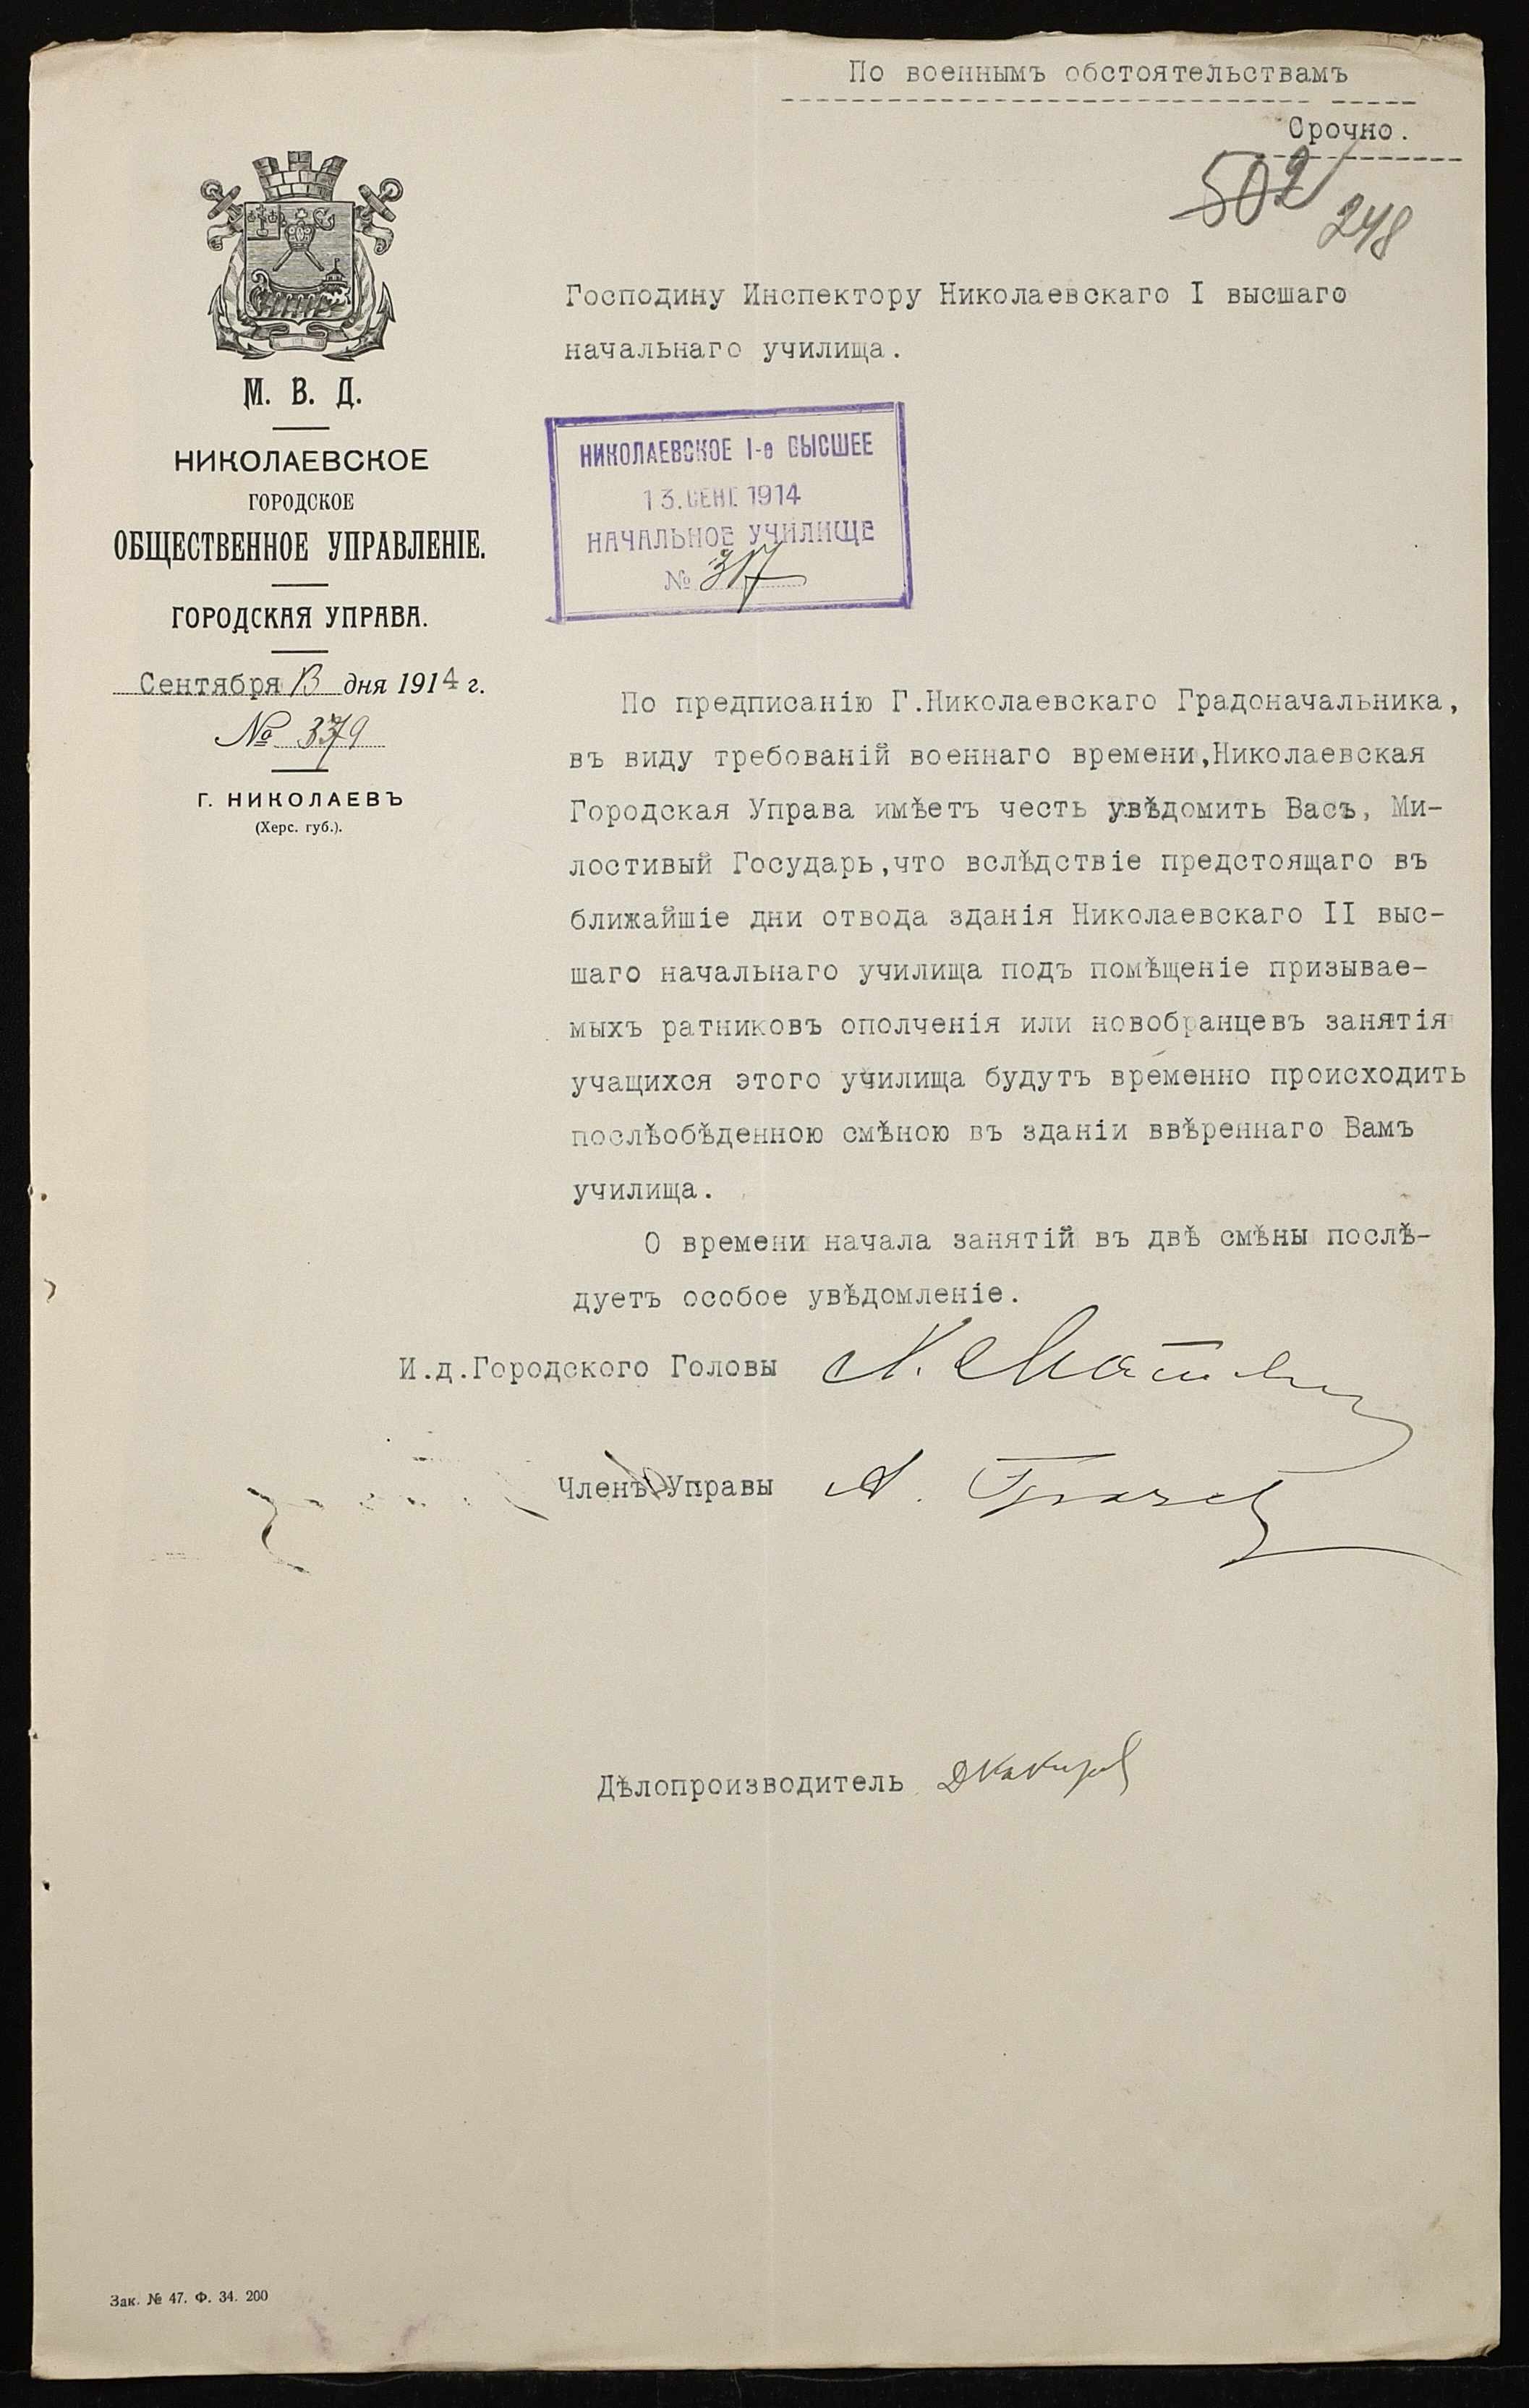 По военнымъ обстоятельствамъ
Срочно.
502
248
М. В. Д.
НИКОЛАЕВСКОЕ
ГОРОДСКОЕ
ОБЩЕСТВЕННОЕ УПРАВЛЕНІЕ.
ГОРОДСКАЯ УПРАВА.
Сентября 13 дня 1914 г.
№ 3379
Г. НИКОЛАЕВЪ
(Херс. губ.).
Господину Инспектору Николаевскаго I высшаго
начальнаго училища.
НИКОЛАЕВСКОЕ I-е ВЫСШЕЕ
13. СЕНТ. 1914
НАЧАЛЬНОЕ УЧИЛИЩЕ
№ 317
По предписанію Г.Николаевскаго Градоначальника,
въ виду требованій военнаго времени,Николаевская
Городская Управа имѣетъ честь увѣдомить Васъ, Ми-
лостивый Государь,что вслѣдствіе предстоящаго въ
ближайшіе дни отвода зданія Николаевскаго II выс-
шаго начальнаго училища подъ помѣщеніе призывае-
мыхъ ратниковъ ополченія или новобранцевъ занятія
учащихся этого училища будутъ временно происходить
послѣобѣденною смѣною въ зданіи ввѣреннаго Вамъ
училища.
О времени начала занятій въ двѣ смѣны послѣ-
дуетъ особое увѣдомленіе.
И.д.Городского Головы
Членъ Управы А.
Дѣлопроизводитель
Зак. № 47. Ф. 34. 200